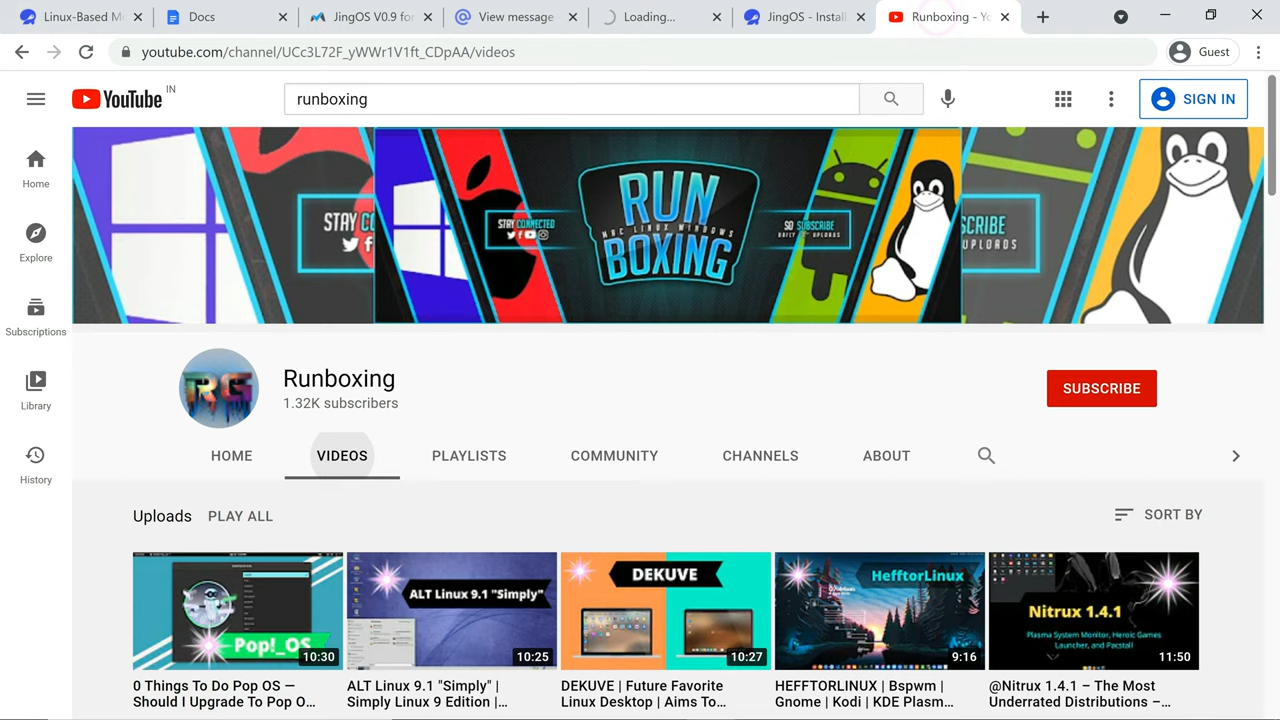 Linux-Based M
Docs
JingOS V0.9 for
View message
Loading...
JingOS - Install
Runboxing - Yo
youtube.com/channel/UCc3L72F_yWWr1V1ft_CDpAA/videos
Guest
YouTube IN
runboxing
SIGN IN
Home
Explore
Subscriptions
Library
History
STAY CO
STAY CONNECTED
RUN
MAC LINUX WINDOWS
BOXING
SO SUBSCRIBE
DAILY UPLOADS
CRIBE
UPLOADS
RG
Runboxing
1.32K subscribers
SUBSCRIBE
HOME
VIDEOS
PLAYLISTS
COMMUNITY
CHANNELS
ABOUT
Uploads
PLAY ALL
SORT BY
Pop!_OS
10:30
ALT Linux 9.1 "Simply"
10:25
DEKUVE
10:27
HefftorLinux
9:16
Nitrux 1.4.1
Plasma System Monitor, Heroic Games
Launcher, and Pacstall
11:50
0 Things To Do Pop OS —
Should I Upgrade To Pop O...
ALT Linux 9.1 "Simply" |
Simply Linux 9 Edition |...
DEKUVE | Future Favorite
Linux Desktop | Aims To...
HEFFTORLINUX | Bspwm |
Gnome | Kodi | KDE Plasm...
@Nitrux 1.4.1 – The Most
Underrated Distributions –...